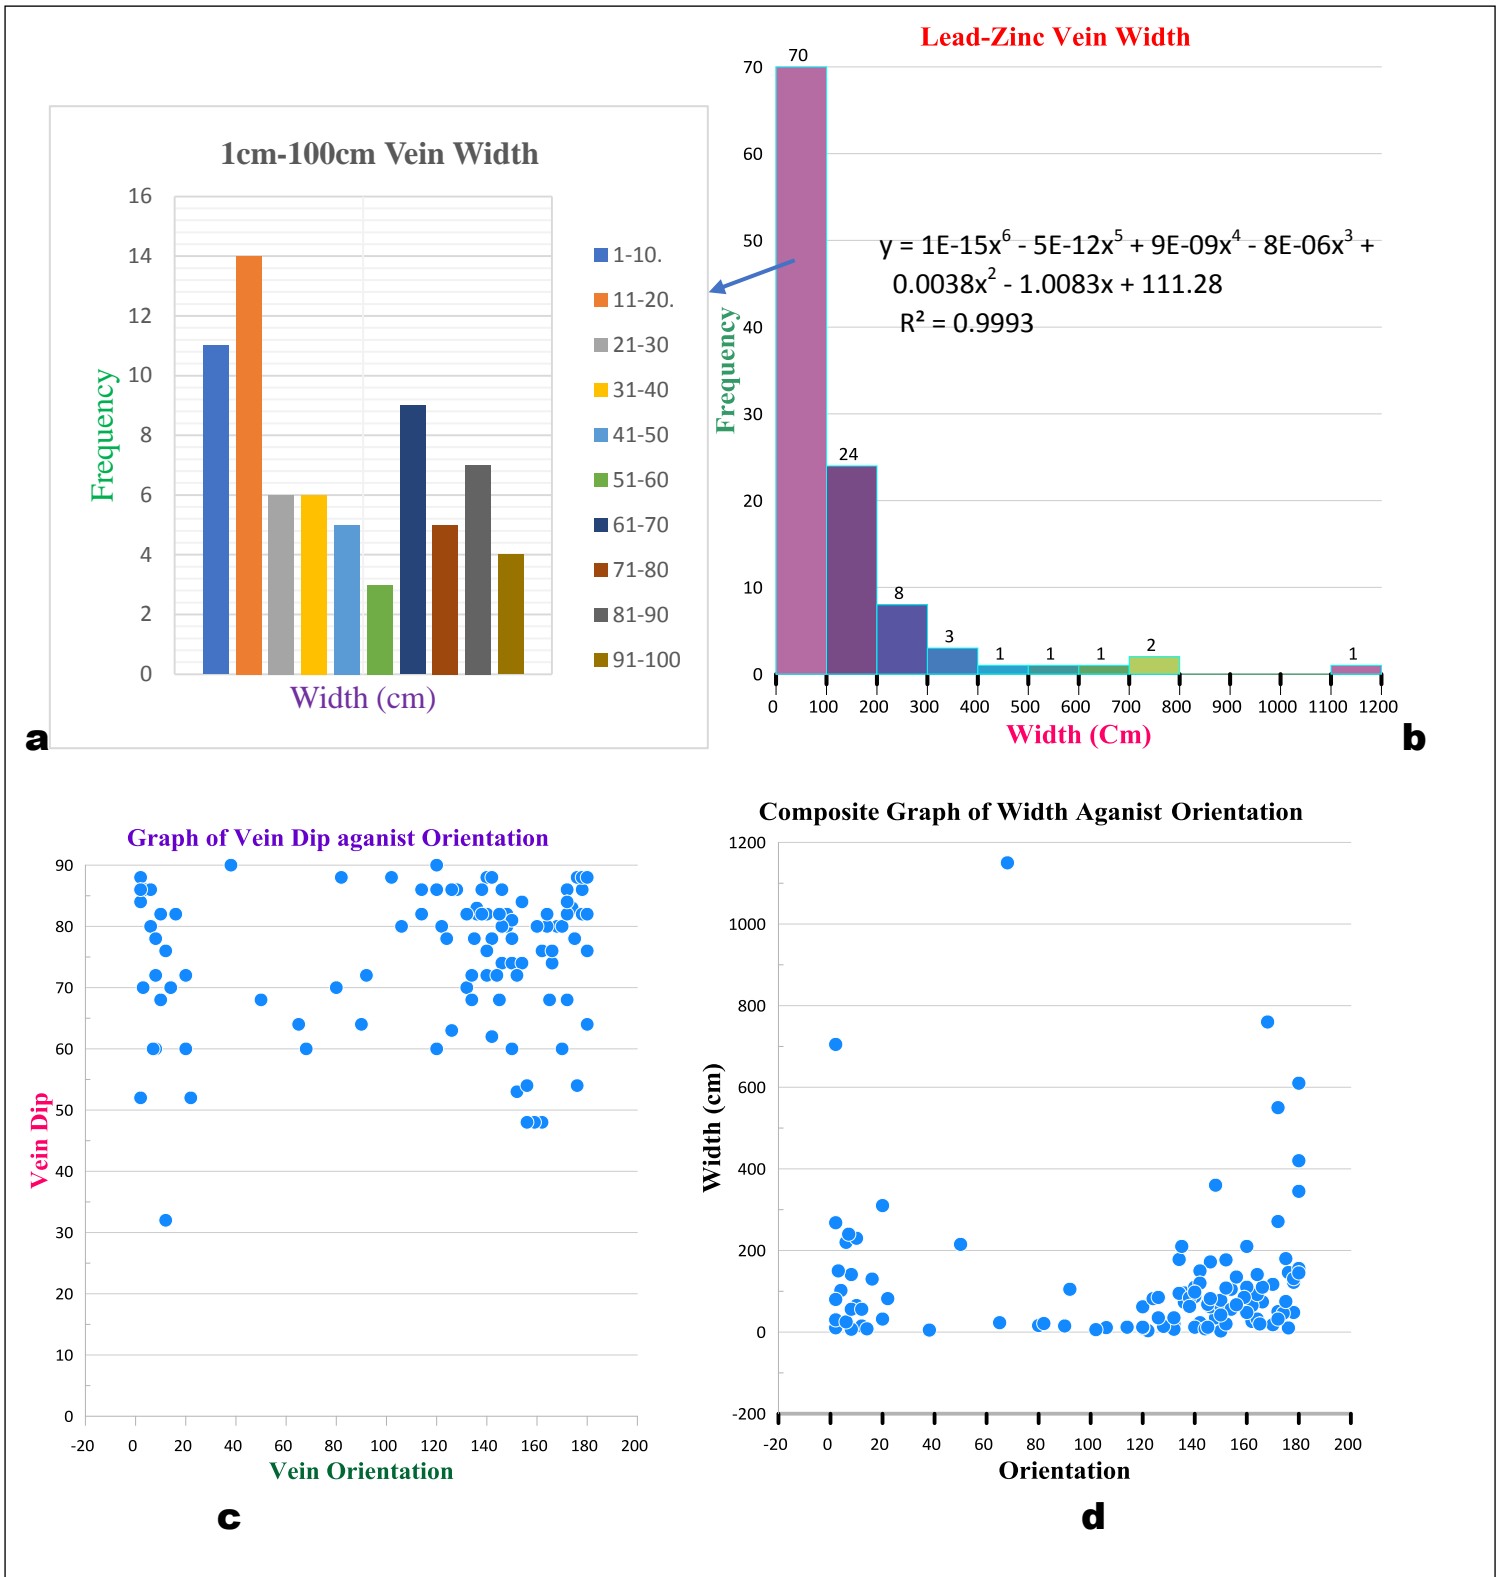 1cm-100cm Vein Width
16
14
12
10
8
6
4
2
0
Frequency
Width (cm)
1-10.
11-20.
21-30
31-40
41-50
51-60
61-70
71-80
81-90
91-100
a
Lead-Zinc Vein Width
70
60
50
40
30
20
10
0
Frequency
70
24
8
3
1
1
1
2
1
y = 1E-15x⁶ - 5E-12x⁵ + 9E-09x⁴ - 8E-06x³ +
0.0038x² - 1.0083x + 111.28
R² = 0.9993
0 100 200 300 400 500 600 700 800 900 1000 1100 1200
Width (Cm)
b
Graph of Vein Dip aganist Orientation
90
80
70
60
50
40
30
20
10
0
Vein Dip
-20 0 20 40 60 80 100 120 140 160 180 200
Vein Orientation
c
Composite Graph of Width Aganist Orientation
1200
1000
800
600
400
200
0
-200
Width (cm)
-20 0 20 40 60 80 100 120 140 160 180 200
Orientation
d